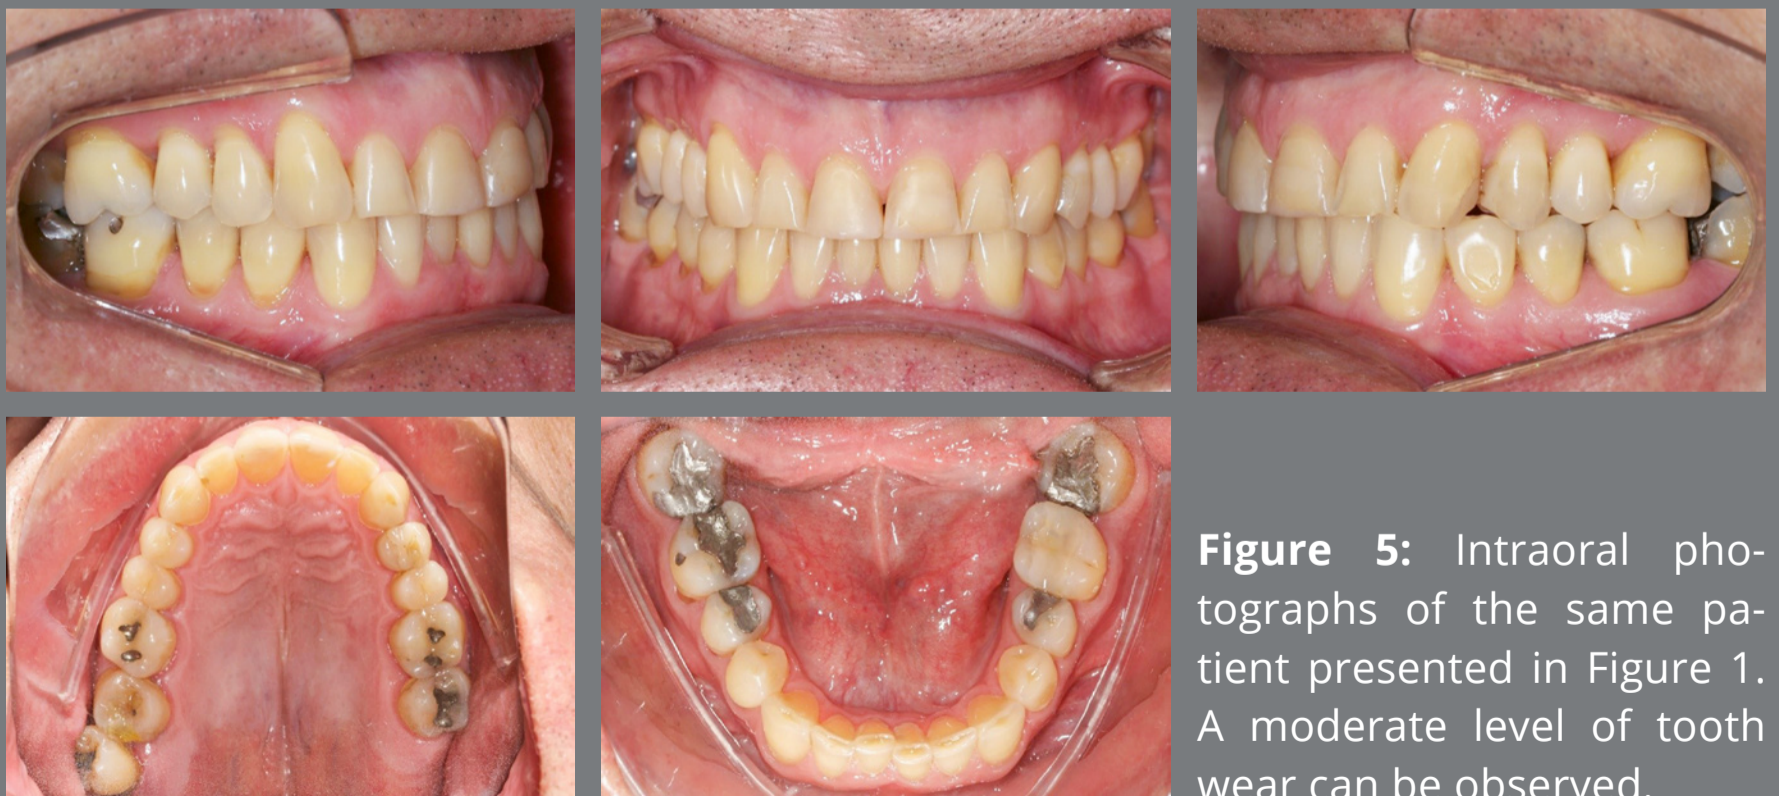 Figure 5: Intraoral pho-
tographs of the same pa-
tient presented in Figure 1.
A moderate level of tooth
wear can be observed.